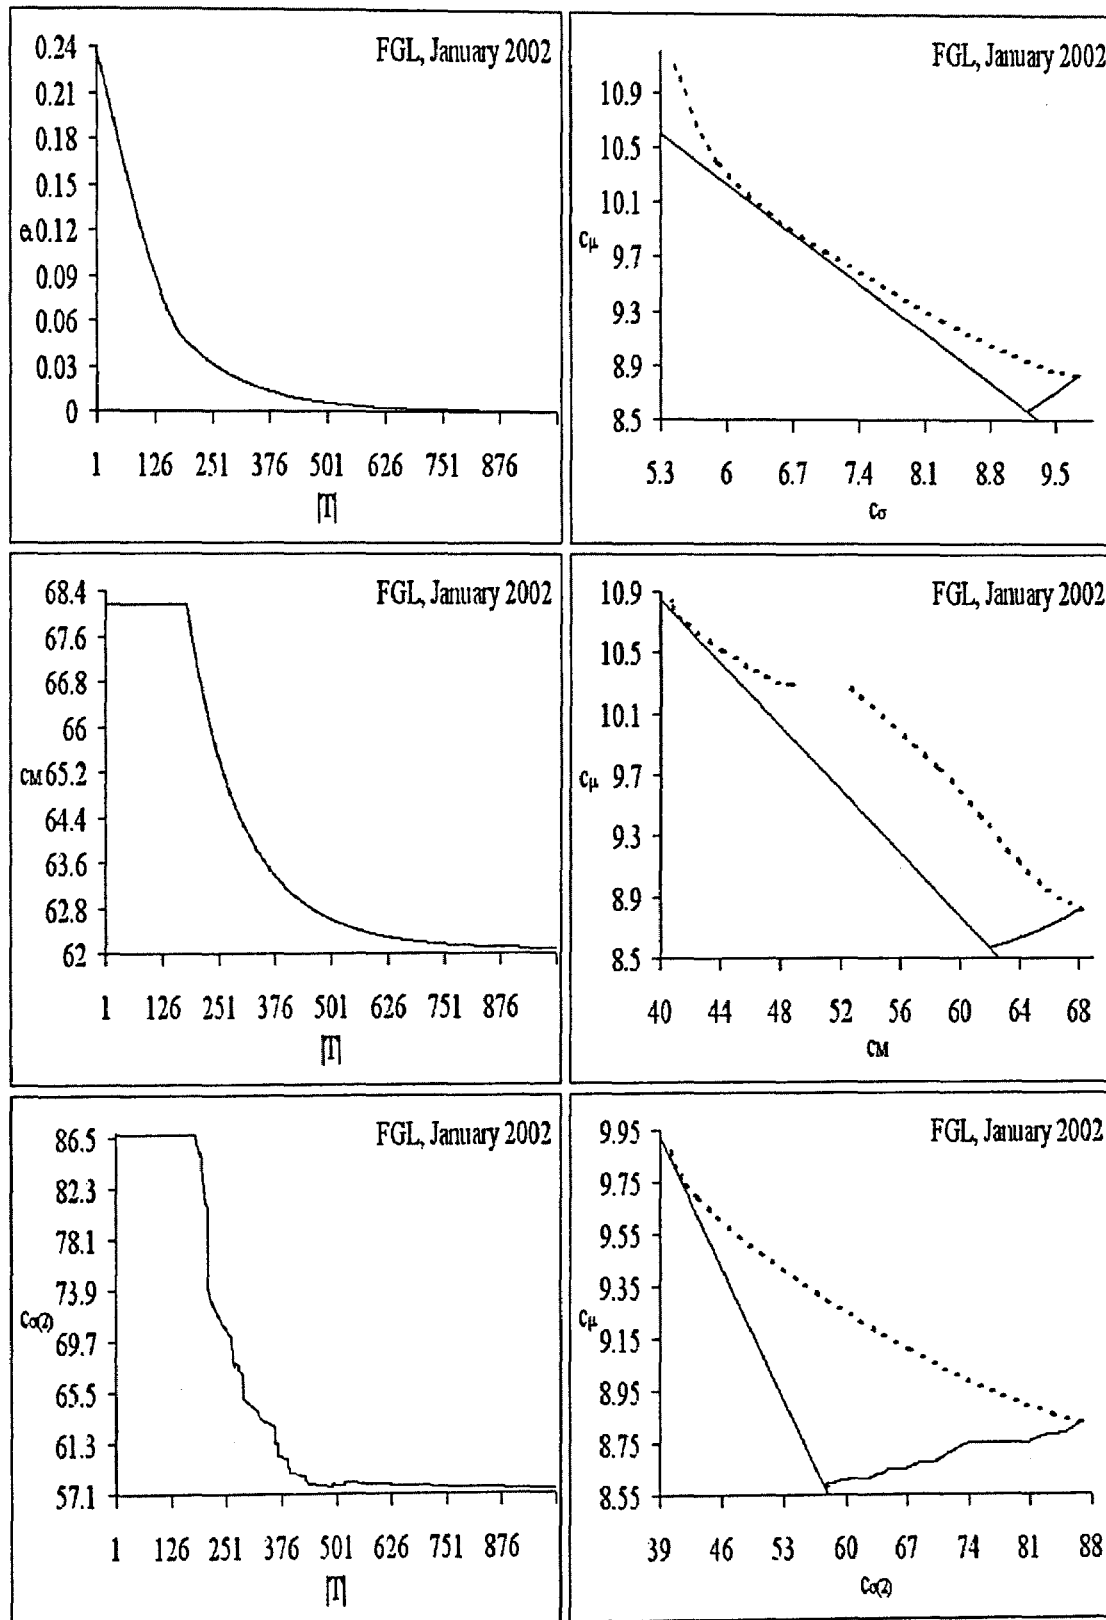 FGL, January 2002
0.24
0.21
0.18
0.15
0.12
0.09
0.06
0.03
0
1 126 251 376 501 626 751 876
|T|
FGL, January 2002
cμ
10.9
10.5
10.1
9.7
9.3
8.9
8.5
5.3 6 6.7 7.4 8.1 8.8 9.5
cσ
FGL, January 2002
cM
68.4
67.6
66.8
66
65.2
64.4
63.6
62.8
62
1 126 251 376 501 626 751 876
|T|
FGL, January 2002
cμ
10.9
10.5
10.1
9.7
9.3
8.9
8.5
40 44 48 52 56 60 64 68
cM
FGL, January 2002
cσ(2)
86.5
82.3
78.1
73.9
69.7
65.5
61.3
57.1
1 126 251 376 501 626 751 876
|T|
FGL, January 2002
cμ
9.95
9.75
9.55
9.35
9.15
8.95
8.75
8.55
39 46 53 60 67 74 81 88
cσ(2)